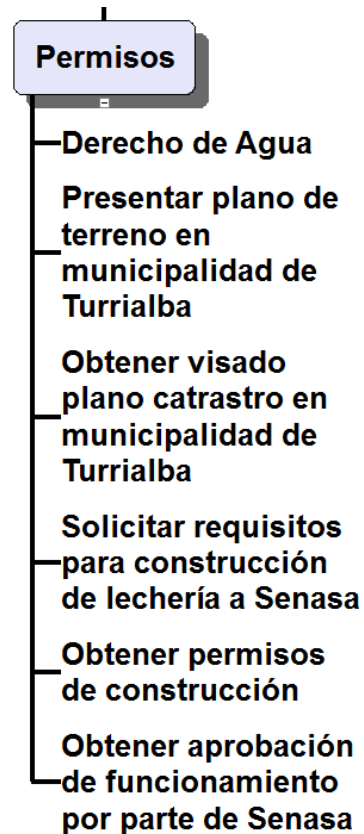 Permisos
Derecho de Agua
Presentar plano de
terreno en
municipalidad de
Turrialba
Obtener visado
plano catrastro en
municipalidad de
Turrialba
Solicitar requisitos
para construcción
de lechería a Senasa
Obtener permisos
de construcción
Obtener aprobación
de funcionamiento
por parte de Senasa